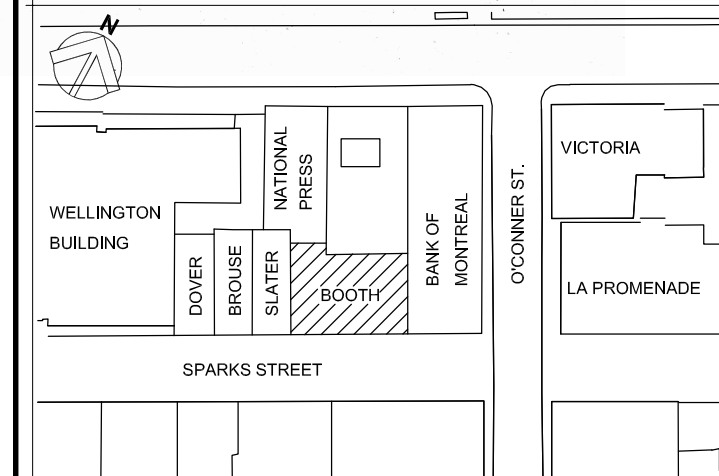 N
NATIONAL
PRESS
VICTORIA
WELLINGTON
BUILDING
DOVER
BROUSE
SLATER
BOOTH
BANK OF
MONTREAL
O'CONNER ST.
LA PROMENADE
SPARKS STREET